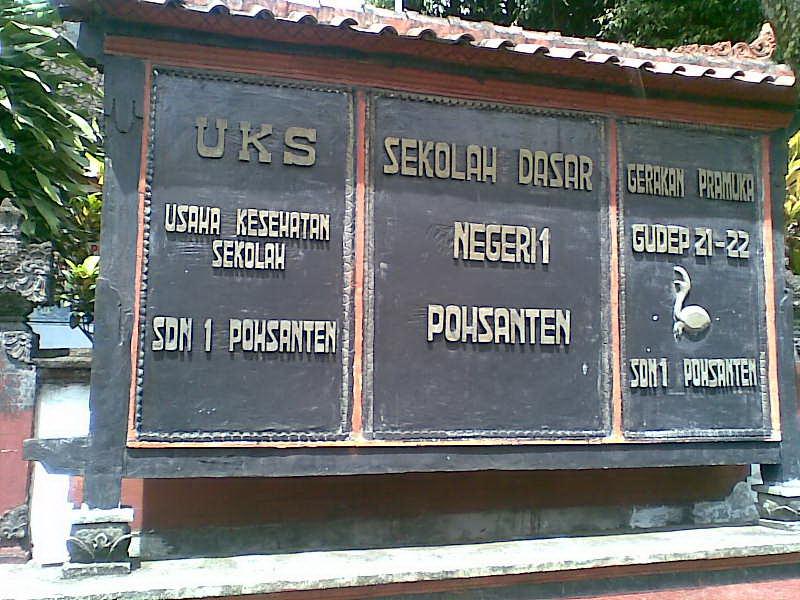 UKS
USAHA KESEHATAN
SEKOLAH
SDN 1 POHSANTEN
SEKOLAH DASAR
NEGERI 1
POHSANTEN
GERAKAN PRAMUKA
GUDEP 21-22
SDN 1 POHSANTEN